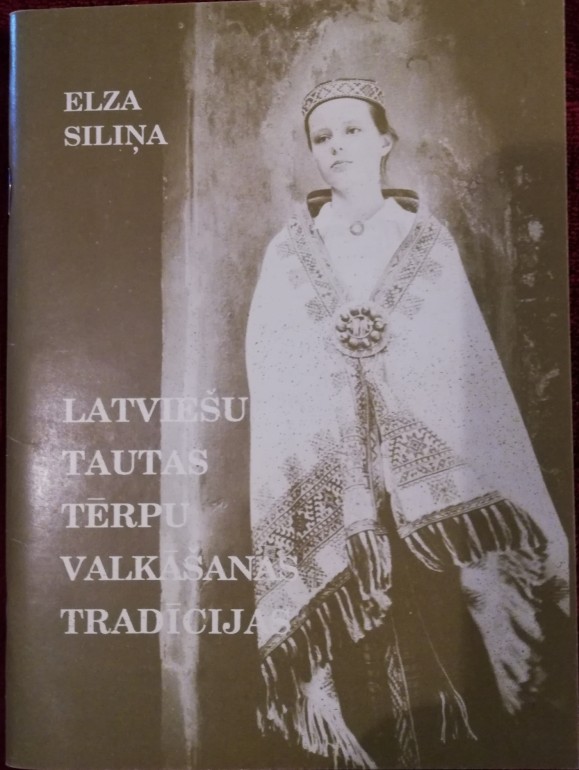 ELZA
SILIŅA
LATVIEŠU
TAUTAS
TĒRPU
VALKĀŠANAS
TRADĪCIJAS